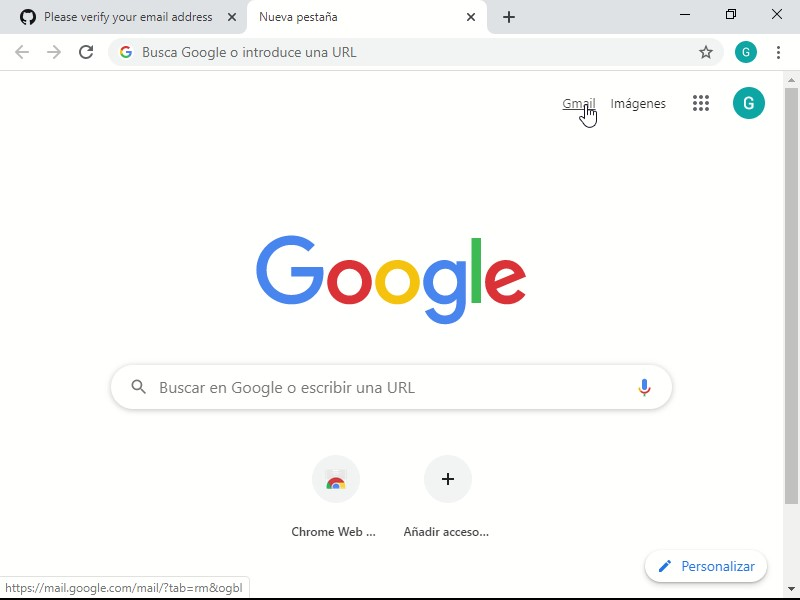 Please verify your email address
Nueva pestaña
Busca Google o introduce una URL
G
Gmail
Imágenes
G
Google
Buscar en Google o escribir una URL
Chrome Web ...
Añadir acceso...
Personalizar
https://mail.google.com/mail/?tab=rm&ogbl